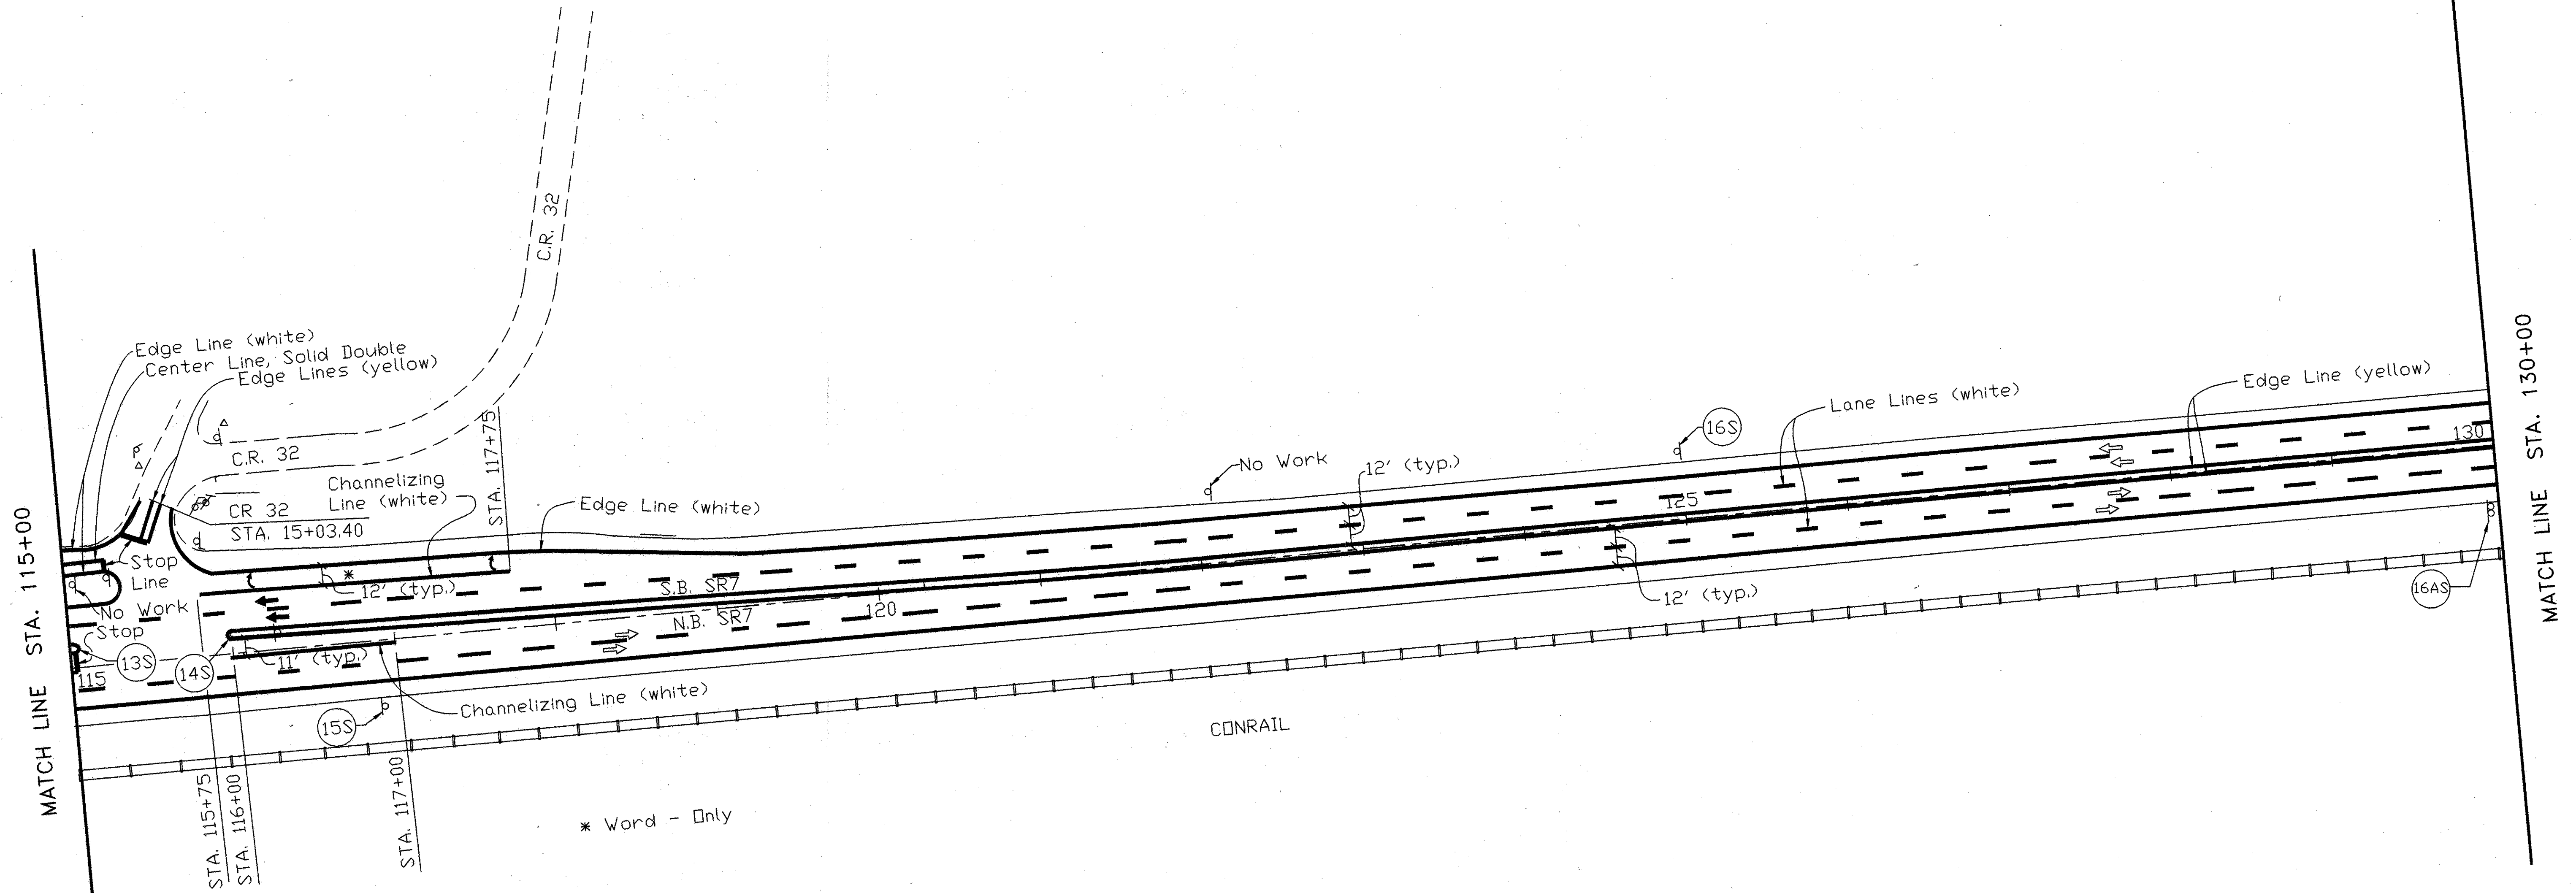 MATCH LINE STA. 115+00
Edge Line (white)
Center Line, Solid Double
Edge Lines (yellow)
C.R. 32
C.R. 32
CR 32
STA. 15+03.40
Channelizing
Line (white)
STA. 117+75
Edge Line (white)
Stop
Line
No Work
Stop
13S
14S
115
12' (typ.)
*
11' (typ.)
S.B. SR7
N.B. SR7
120
Channelizing Line (white)
15S
STA. 115+75
STA. 116+00
STA. 117+00
* Word - Only
CONRAIL
No Work
12' (typ.)
16S
125
12' (typ.)
Lane Lines (white)
Edge Line (yellow)
130
16AS
MATCH LINE STA. 130+00